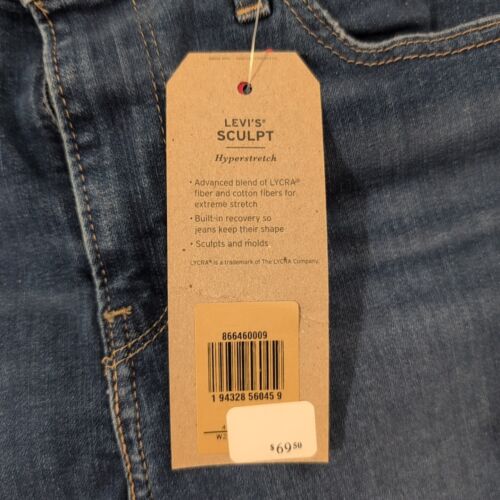 LEVI'S®
SCULPT
Hyperstretch
• Advanced blend of LYCRA®
fiber and cotton fibers for
extreme stretch
• Built-in recovery so
jeans keep their shape
• Sculpts and molds
LYCRA® is a trademark of The LYCRA Company.
866460009
1 94328 56045 9
4
W2
$69.50